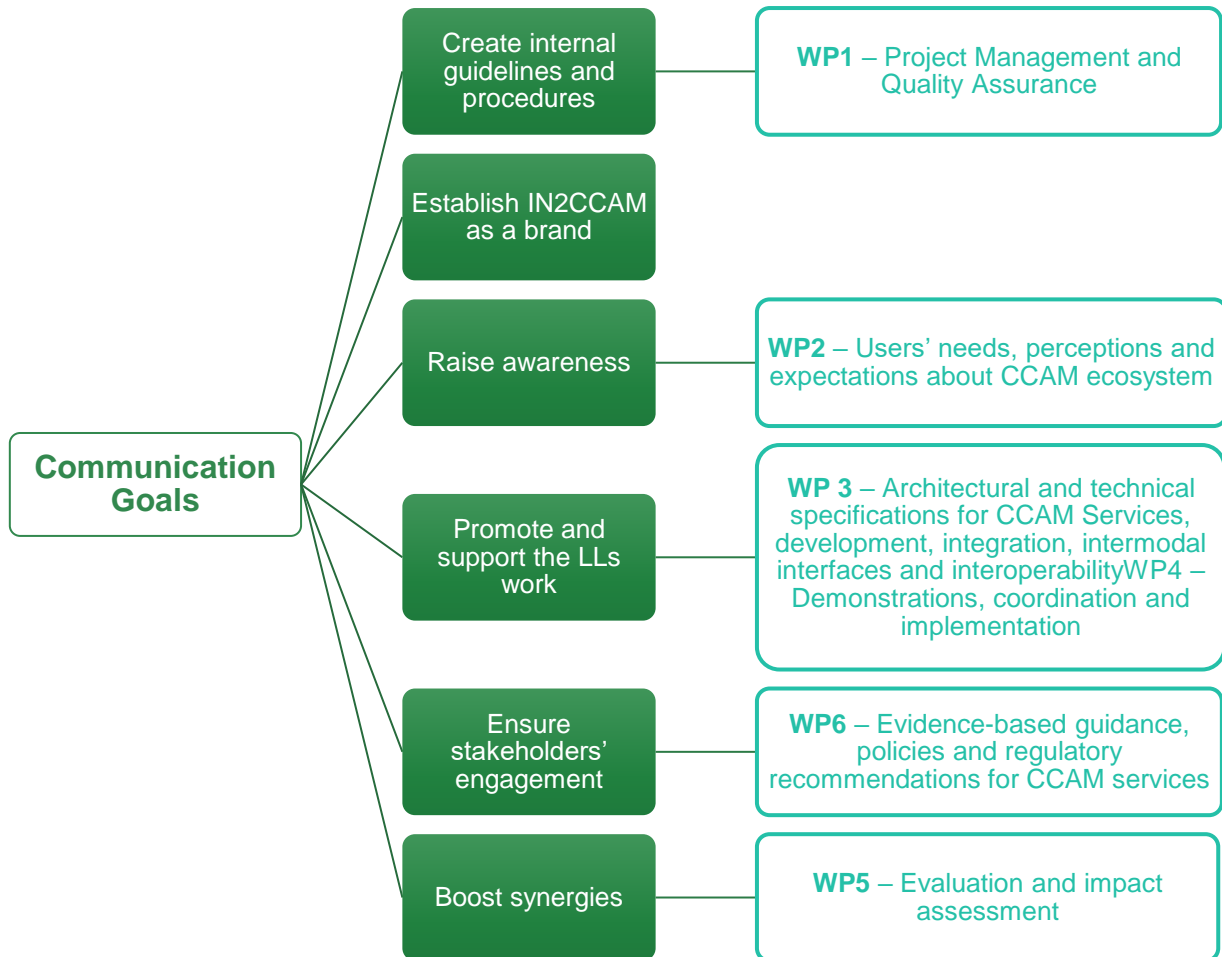 Create internal
guidelines and
procedures
WP1 – Project Management and
Quality Assurance
Establish IN2CCAM
as a brand
Raise awareness
WP2 – Users’ needs, perceptions and
expectations about CCAM ecosystem
Communication
Goals
Promote and
support the LLs
work
WP 3 – Architectural and technical
specifications for CCAM Services,
development, integration, intermodal
interfaces and interoperabilityWP4 –
Demonstrations, coordination and
implementation
Ensure
stakeholders’
engagement
WP6 – Evidence-based guidance,
policies and regulatory
recommendations for CCAM services
Boost synergies
WP5 – Evaluation and impact
assessment